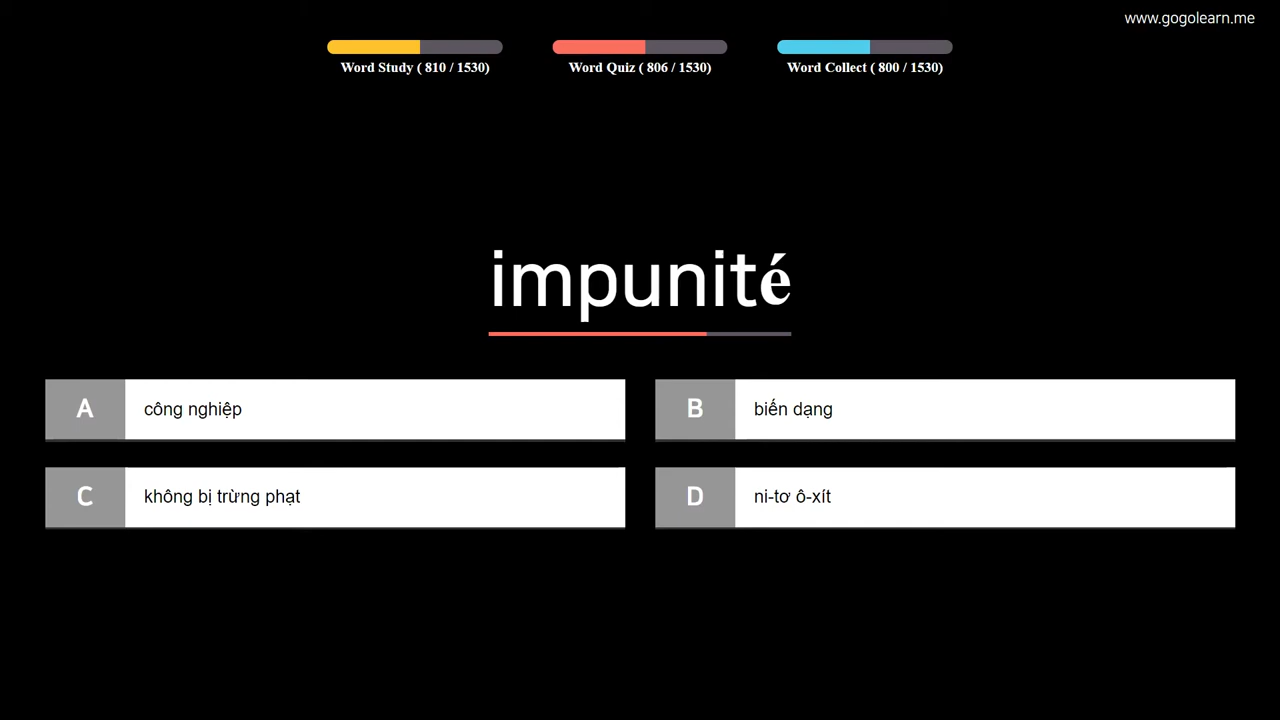 www.gogolearn.me
Word Study ( 810 / 1530)
Word Quiz ( 806 / 1530)
Word Collect ( 800 / 1530)
impunité
A công nghiệp
B biến dạng
C không bị trừng phạt
D ni-tơ ô-xít